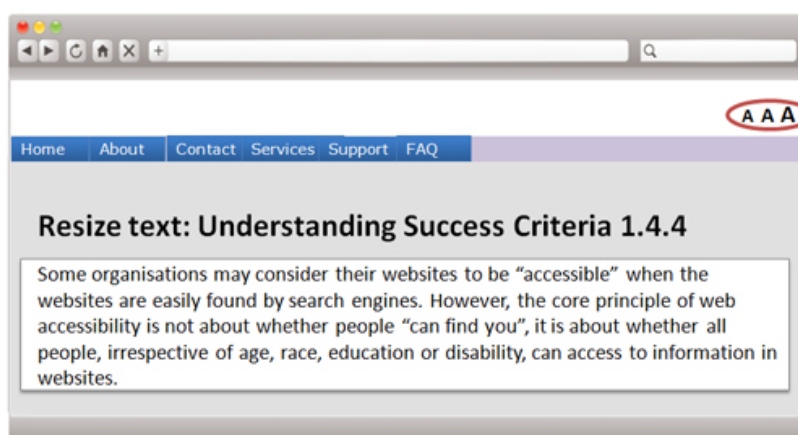 A A A
Home About Contact Services Support FAQ
Resize text: Understanding Success Criteria 1.4.4
Some organisations may consider their websites to be “accessible” when the
websites are easily found by search engines. However, the core principle of web
accessibility is not about whether people “can find you”, it is about whether all
people, irrespective of age, race, education or disability, can access to information in
websites.